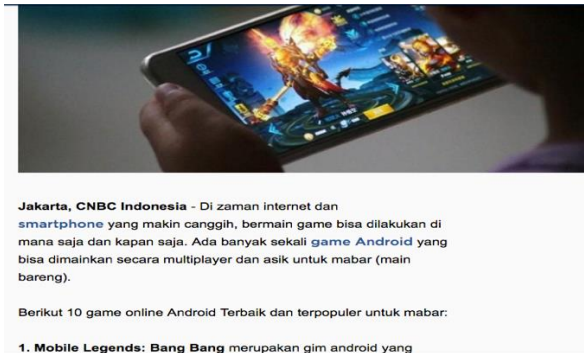 Jakarta, CNBC Indonesia - Di zaman internet dan
smartphone yang makin canggih, bermain game bisa dilakukan di
mana saja dan kapan saja. Ada banyak sekali game Android yang
bisa dimainkan secara multiplayer dan asik untuk mabar (main
bareng).
Berikut 10 game online Android Terbaik dan terpopuler untuk mabar:
1. Mobile Legends: Bang Bang merupakan gim android yang